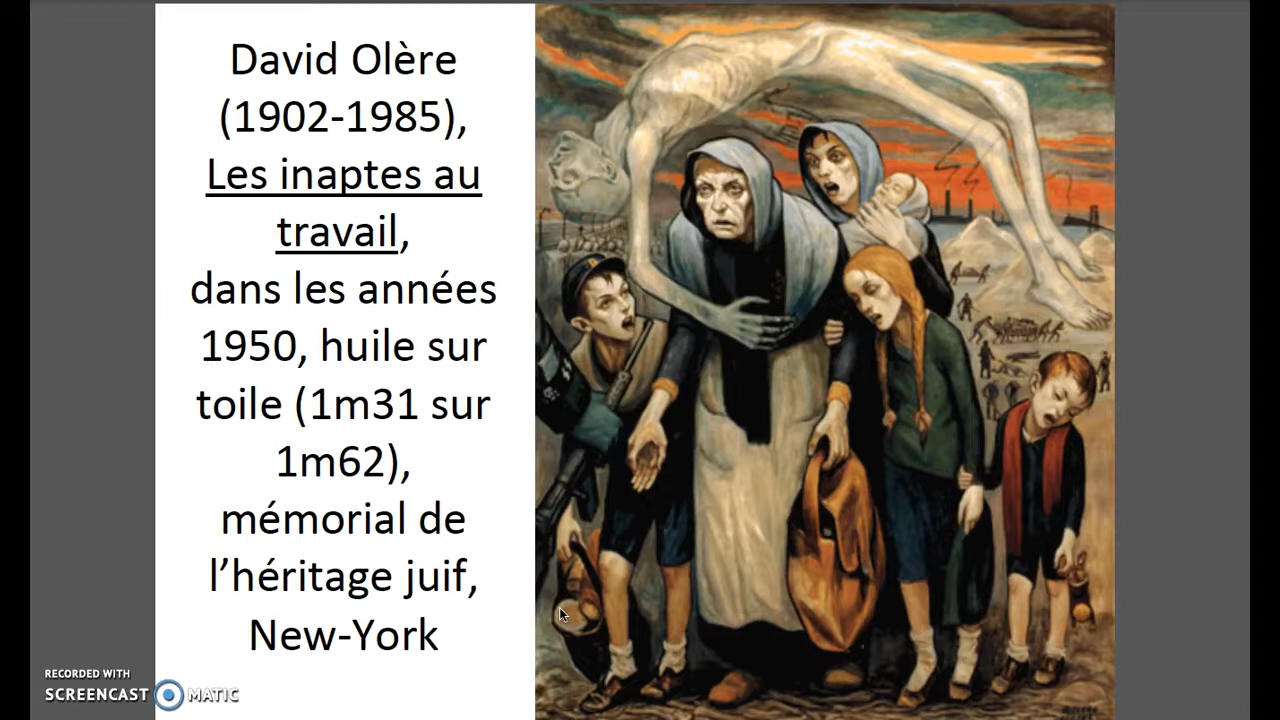 David Olère
(1902-1985),
Les inaptes au
travail,
dans les années
1950, huile sur
toile (1m31 sur
1m62),
mémorial de
l’héritage juif,
New-York
RECORDED WITH
SCREENCAST MATIC